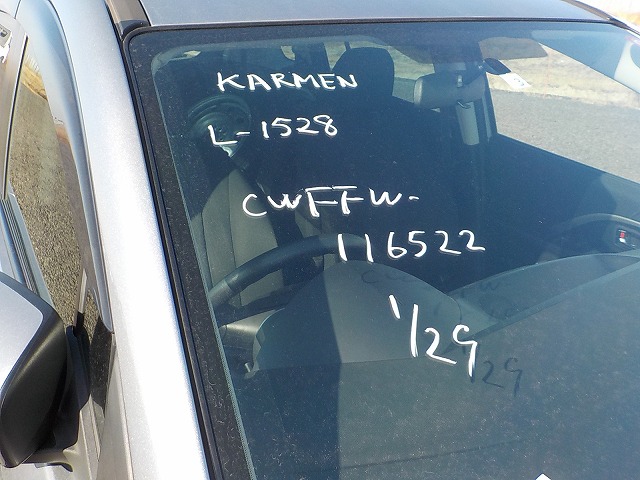 KARMEN
L-1528
CWFFW-
116522
1/29